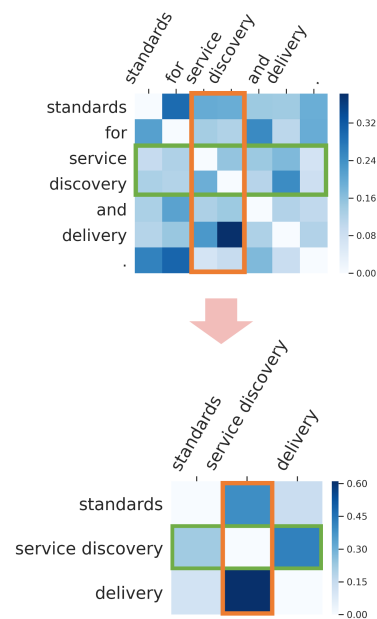 standards
for
service
discovery
and
delivery
.
standards
for
service
discovery
and
delivery
.
0.32
0.24
0.16
0.08
0.00
standards
service discovery
delivery
standards
service discovery
delivery
0.60
0.45
0.30
0.15
0.00